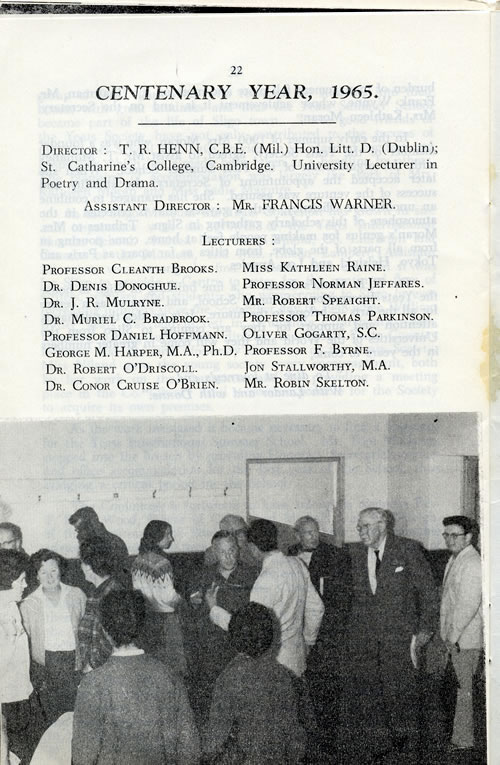 22
CENTENARY YEAR, 1965.
DIRECTOR : T. R. HENN, C.B.E. (Mil.) Hon. Litt. D. (Dublin);
St. Catharine's College, Cambridge. University Lecturer in
Poetry and Drama.
ASSISTANT DIRECTOR : MR. FRANCIS WARNER.
LECTURERS :
PROFESSOR CLEANTH BROOKS. MISS KATHLEEN RAINE.
DR. DENIS DONOGHUE. PROFESSOR NORMAN JEFFARES.
DR. J. R. MULRYNE. MR. ROBERT SPEAIGHT.
DR. MURIEL C. BRADBROOK. PROFESSOR THOMAS PARKINSON.
PROFESSOR DANIEL HOFFMANN. OLIVER GOGARTY, S.C.
GEORGE M. HARPER, M.A., PH.D. PROFESSOR F. BYRNE.
DR. ROBERT O'DRISCOLL. JON STALLWORTHY, M.A.
DR. CONOR CRUISE O'BRIEN. MR. ROBIN SKELTON.